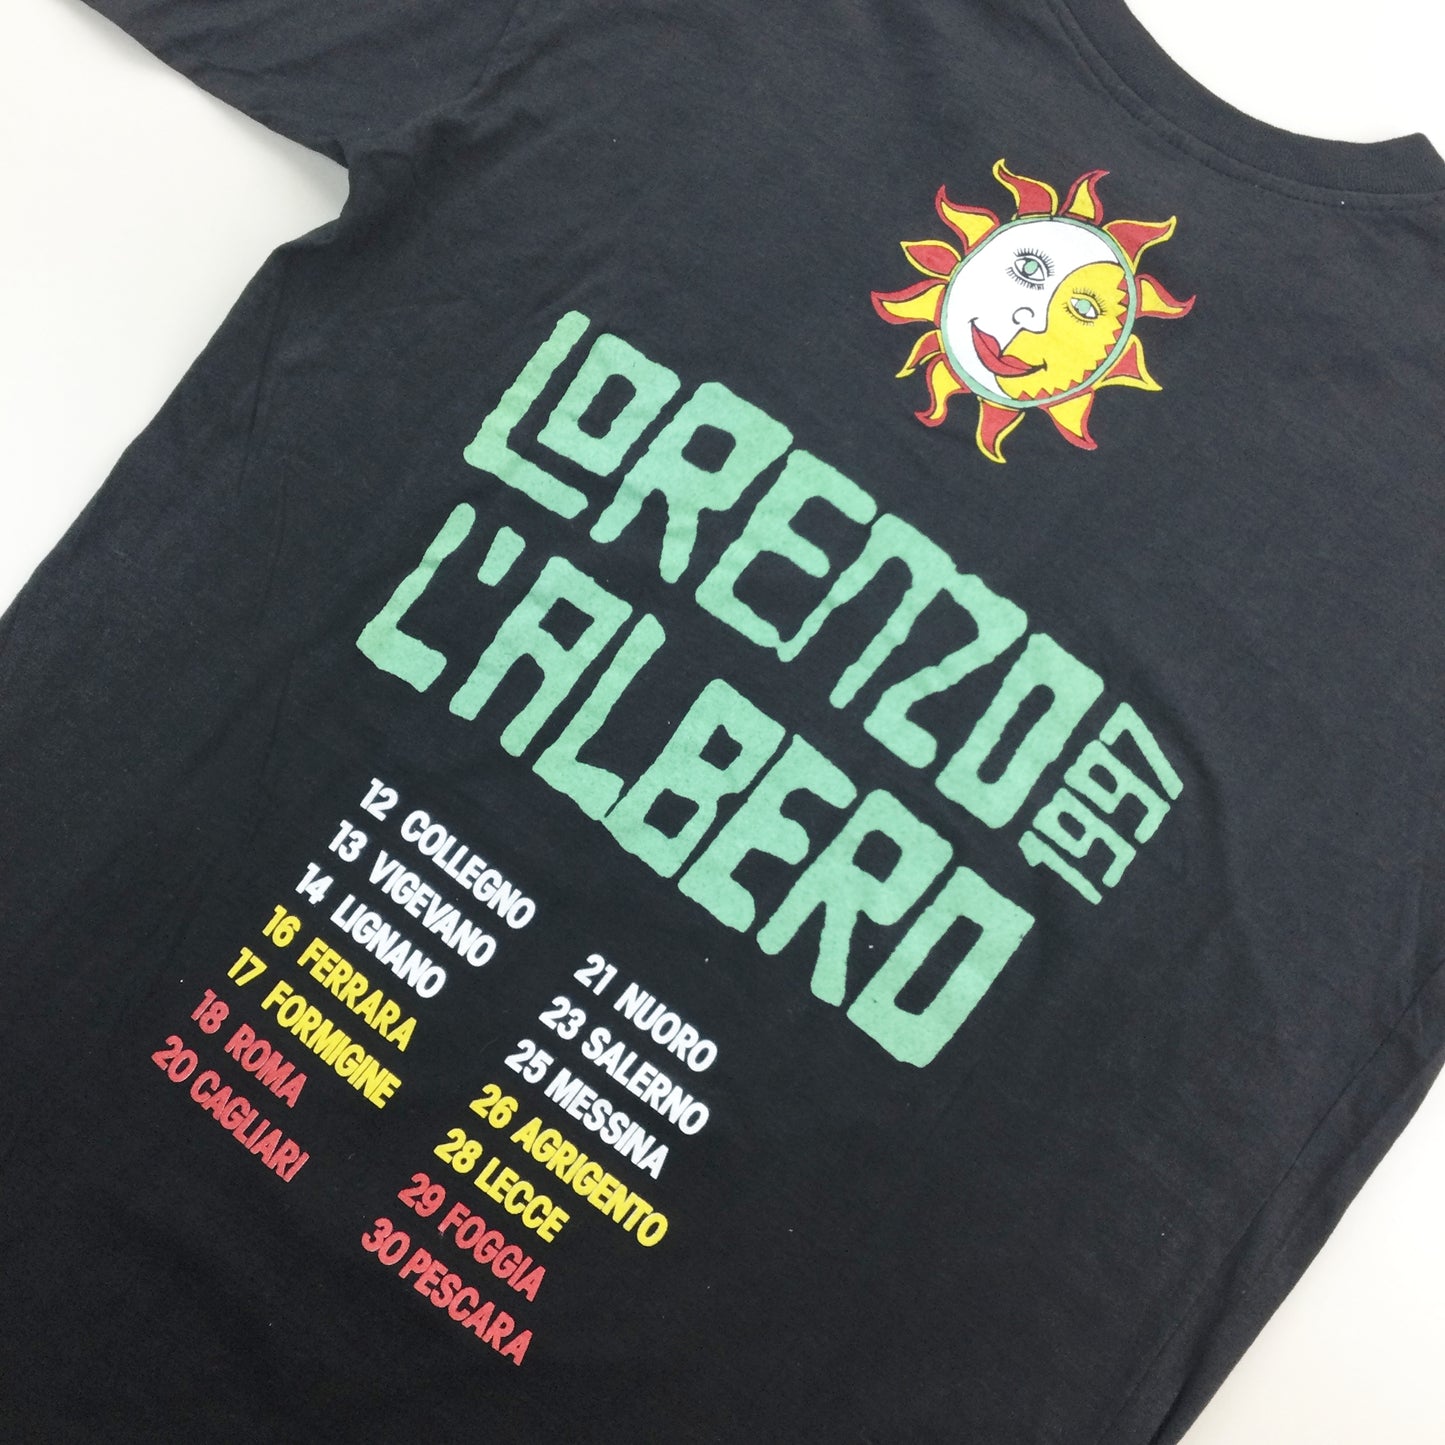 LORENZO
1997
L'ALBERO
12 COLLEGNO
13 VIGEVANO
14 LIGNANO
16 FERRARA
17 FORMIGINE
18 ROMA
20 CAGLIARI
21 NUORO
23 SALERNO
25 MESSINA
26 AGRIGENTO
28 LECCE
29 FOGGIA
30 PESCARA